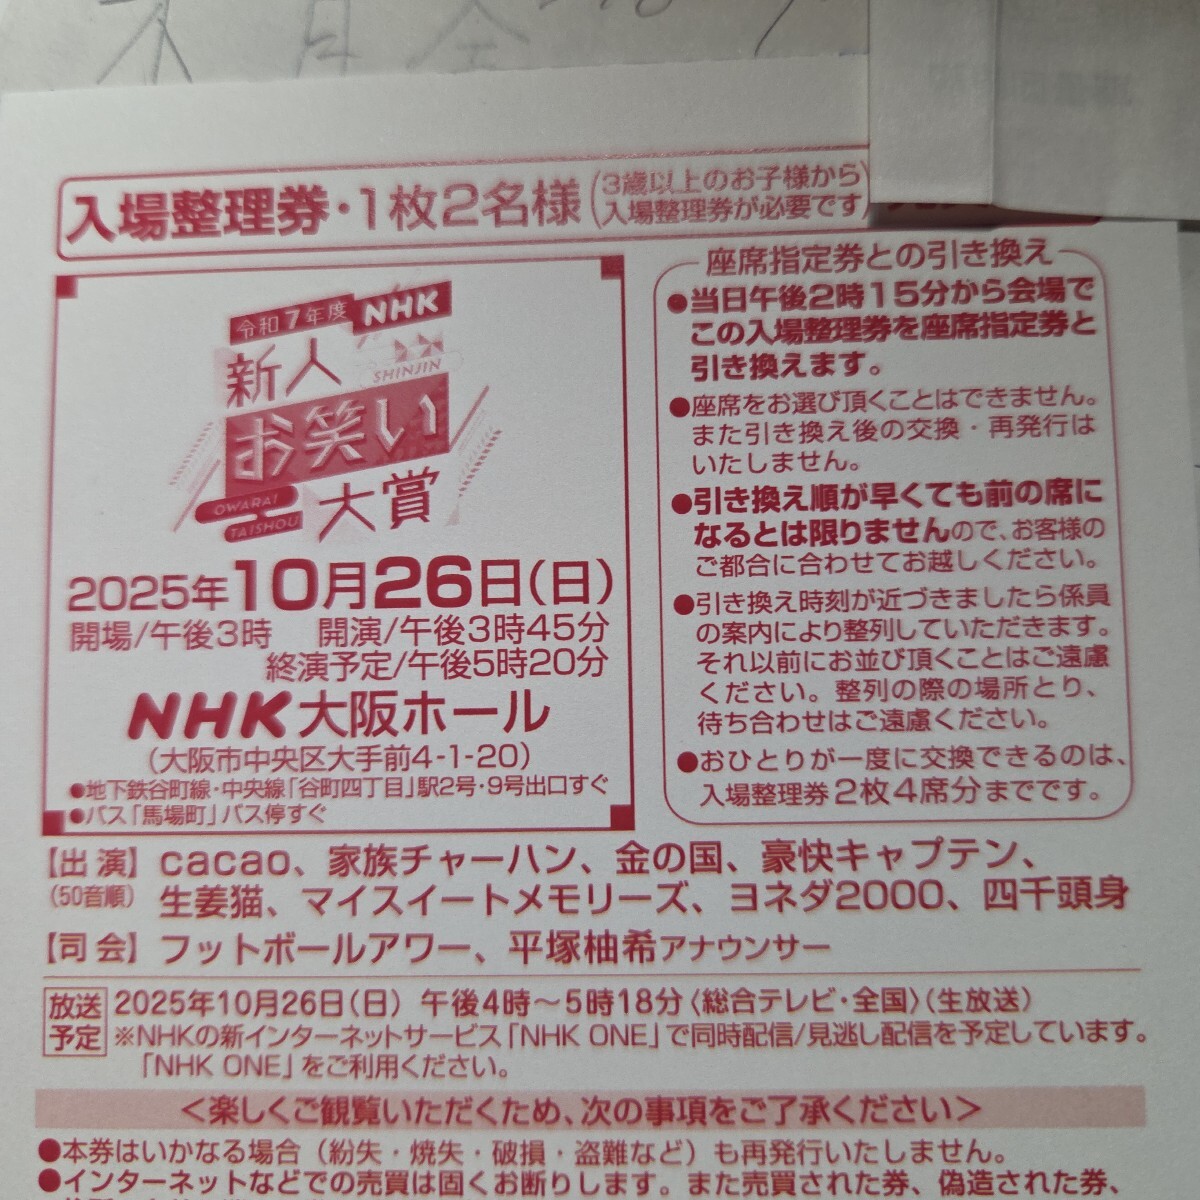 入場整理券・1枚2名様(3歳以上のお子様から
入場整理券が必要です)
令和7年度 NHK
新人
SHINJIN
お笑い
OWARAI
TAISHOU
大賞
2025年10月26日(日)
開場/午後3時 開演/午後3時45分
終演予定/午後5時20分
NHK大阪ホール
(大阪市中央区大手前4-1-20)
●地下鉄谷町線・中央線「谷町四丁目」駅2号・9号出口すぐ
●バス「馬場町」バス停すぐ
座席指定券との引き換え
●当日午後2時15分から会場で
この入場整理券を座席指定券と
引き換えます。
●座席をお選び頂くことはできません。
また引き換え後の交換・再発行は
いたしません。
●引き換え順が早くても前の席に
なるとは限りませんので、お客様の
ご都合に合わせてお越しください。
●引き換え時刻が近づきましたら係員
の案内により整列していただきます。
それ以前にお並び頂くことはご遠慮
ください。整列の際の場所とり、
待ち合わせはご遠慮ください。
●おひとりが一度に交換できるのは、
入場整理券2枚4席分までです。
【出演】cacao、家族チャーハン、金の国、豪快キャプテン、
(50音順) 生姜猫、マイスイートメモリーズ、ヨネダ2000、四千頭身
【司会】フットボールアワー、平塚柚希アナウンサー
放送予定 2025年10月26日(日) 午後4時〜5時18分〈総合テレビ・全国〉(生放送)
※NHKの新インターネットサービス「NHK ONE」で同時配信/見逃し配信を予定しています。
「NHK ONE」をご利用ください。
＜楽しくご観覧いただくため、次の事項をご了承ください＞
●本券はいかなる場合(紛失・焼失・破損・盗難など)も再発行いたしません。
●インターネットなどでの売買は固くお断りします。また売買された券、偽造された券、